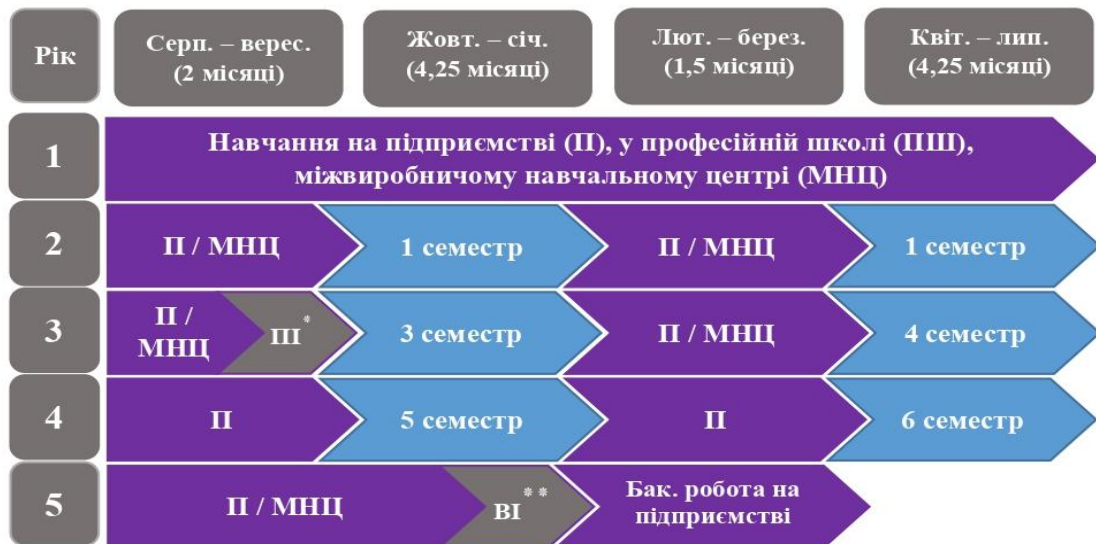 Рік
Серп. – верес.
(2 місяці)
Жовт. – січ.
(4,25 місяці)
Лют. – берез.
(1,5 місяці)
Квіт. – лип.
(4,25 місяці)
1
Навчання на підприємстві (П), у професійній школі (ПШ),
міжвиробничому навчальному центрі (МНЦ)
2
П / МНЦ
1 семестр
П / МНЦ
1 семестр
3
П /
МНЦ
ПІ*
3 семестр
П / МНЦ
4 семестр
4
П
5 семестр
П
6 семестр
5
П / МНЦ
ВІ**
Бак. робота на
підприємстві